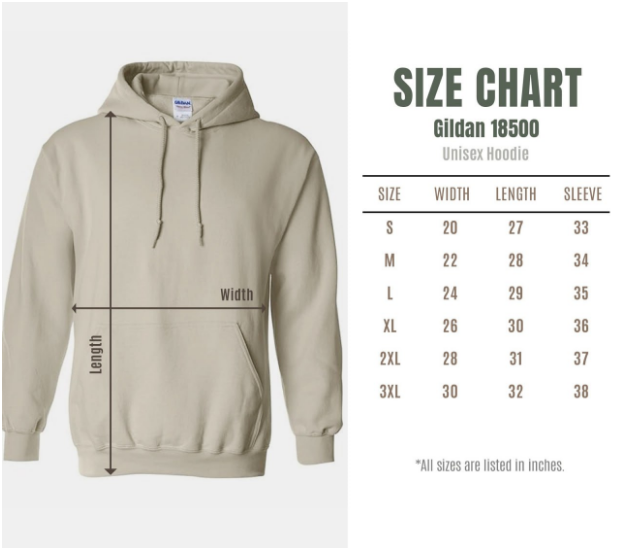 GILDAN
Width
Length
SIZE CHART
Gildan 18500
Unisex Hoodie
SIZE WIDTH LENGTH SLEEVE
S 20 27 33
M 22 28 34
L 24 29 35
XL 26 30 36
2XL 28 31 37
3XL 30 32 38
*All sizes are listed in inches.